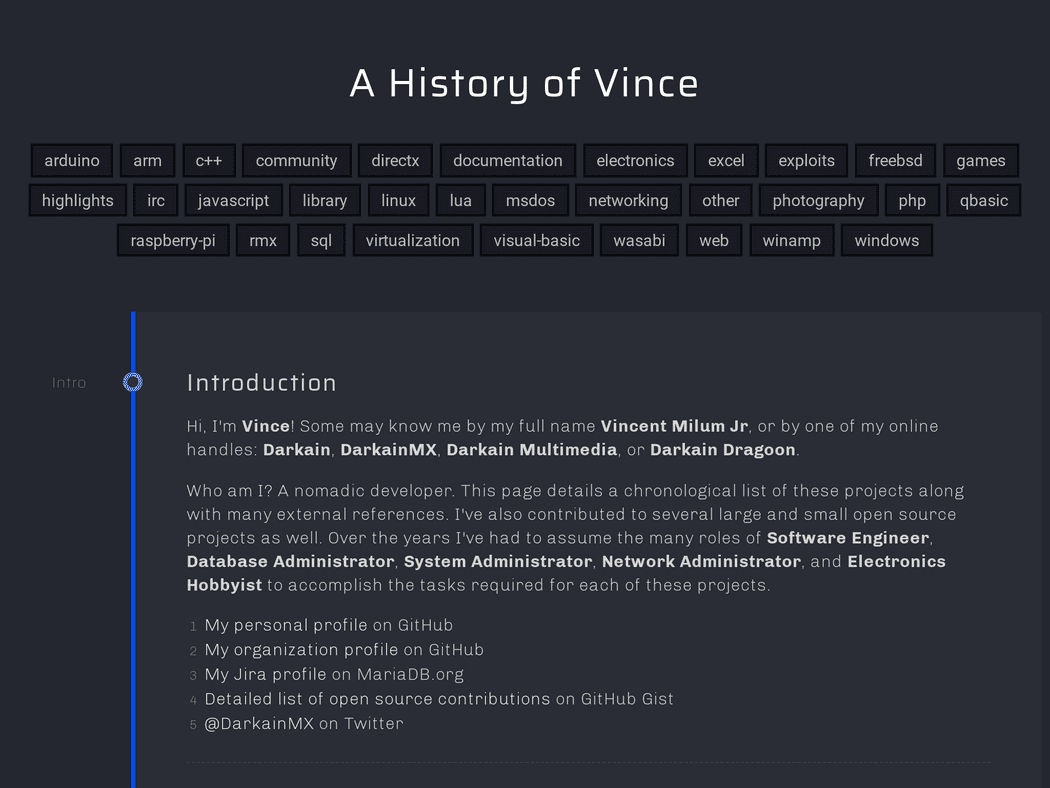 A History of Vince
arduino arm c++ community directx documentation electronics excel exploits freebsd games
highlights irc javascript library linux lua msdos networking other photography php qbasic
raspberry-pi rmx sql virtualization visual-basic wasabi web winamp windows
Intro
Introduction
Hi, I'm Vince! Some may know me by my full name Vincent Milum Jr, or by one of my online
handles: Darkain, DarkainMX, Darkain Multimedia, or Darkain Dragoon.
Who am I? A nomadic developer. This page details a chronological list of these projects along
with many external references. I've also contributed to several large and small open source
projects as well. Over the years I've had to assume the many roles of Software Engineer,
Database Administrator, System Administrator, Network Administrator, and Electronics
Hobbyist to accomplish the tasks required for each of these projects.
1 My personal profile on GitHub
2 My organization profile on GitHub
3 My Jira profile on MariaDB.org
4 Detailed list of open source contributions on GitHub Gist
5 @DarkainMX on Twitter